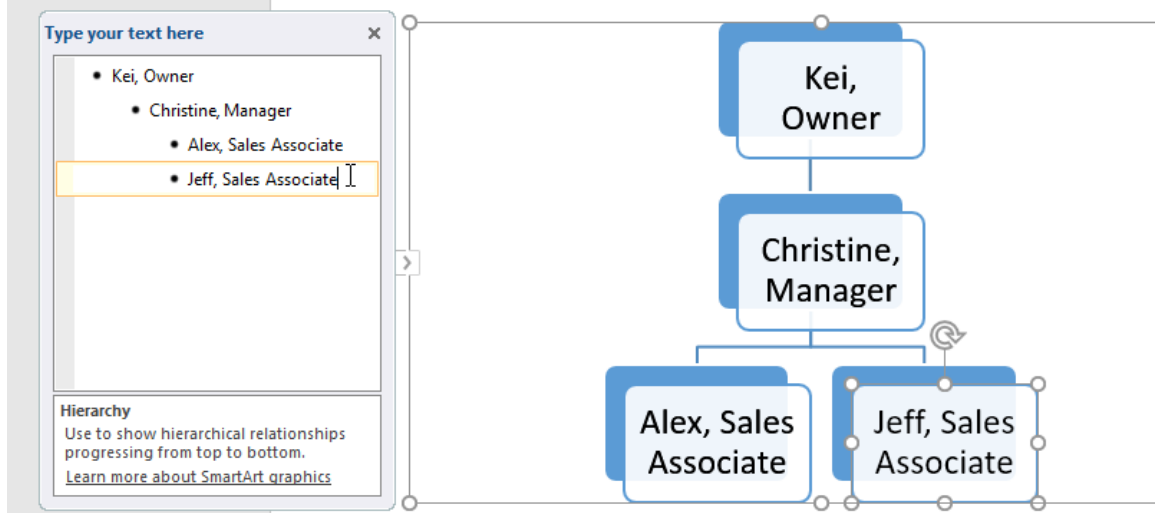 Type your text here
Kei, Owner
Christine, Manager
Alex, Sales Associate
Jeff, Sales Associate
Hierarchy
Use to show hierarchical relationships
progressing from top to bottom.
Learn more about SmartArt graphics
Kei,
Owner
Christine,
Manager
Alex, Sales
Associate
Jeff, Sales
Associate